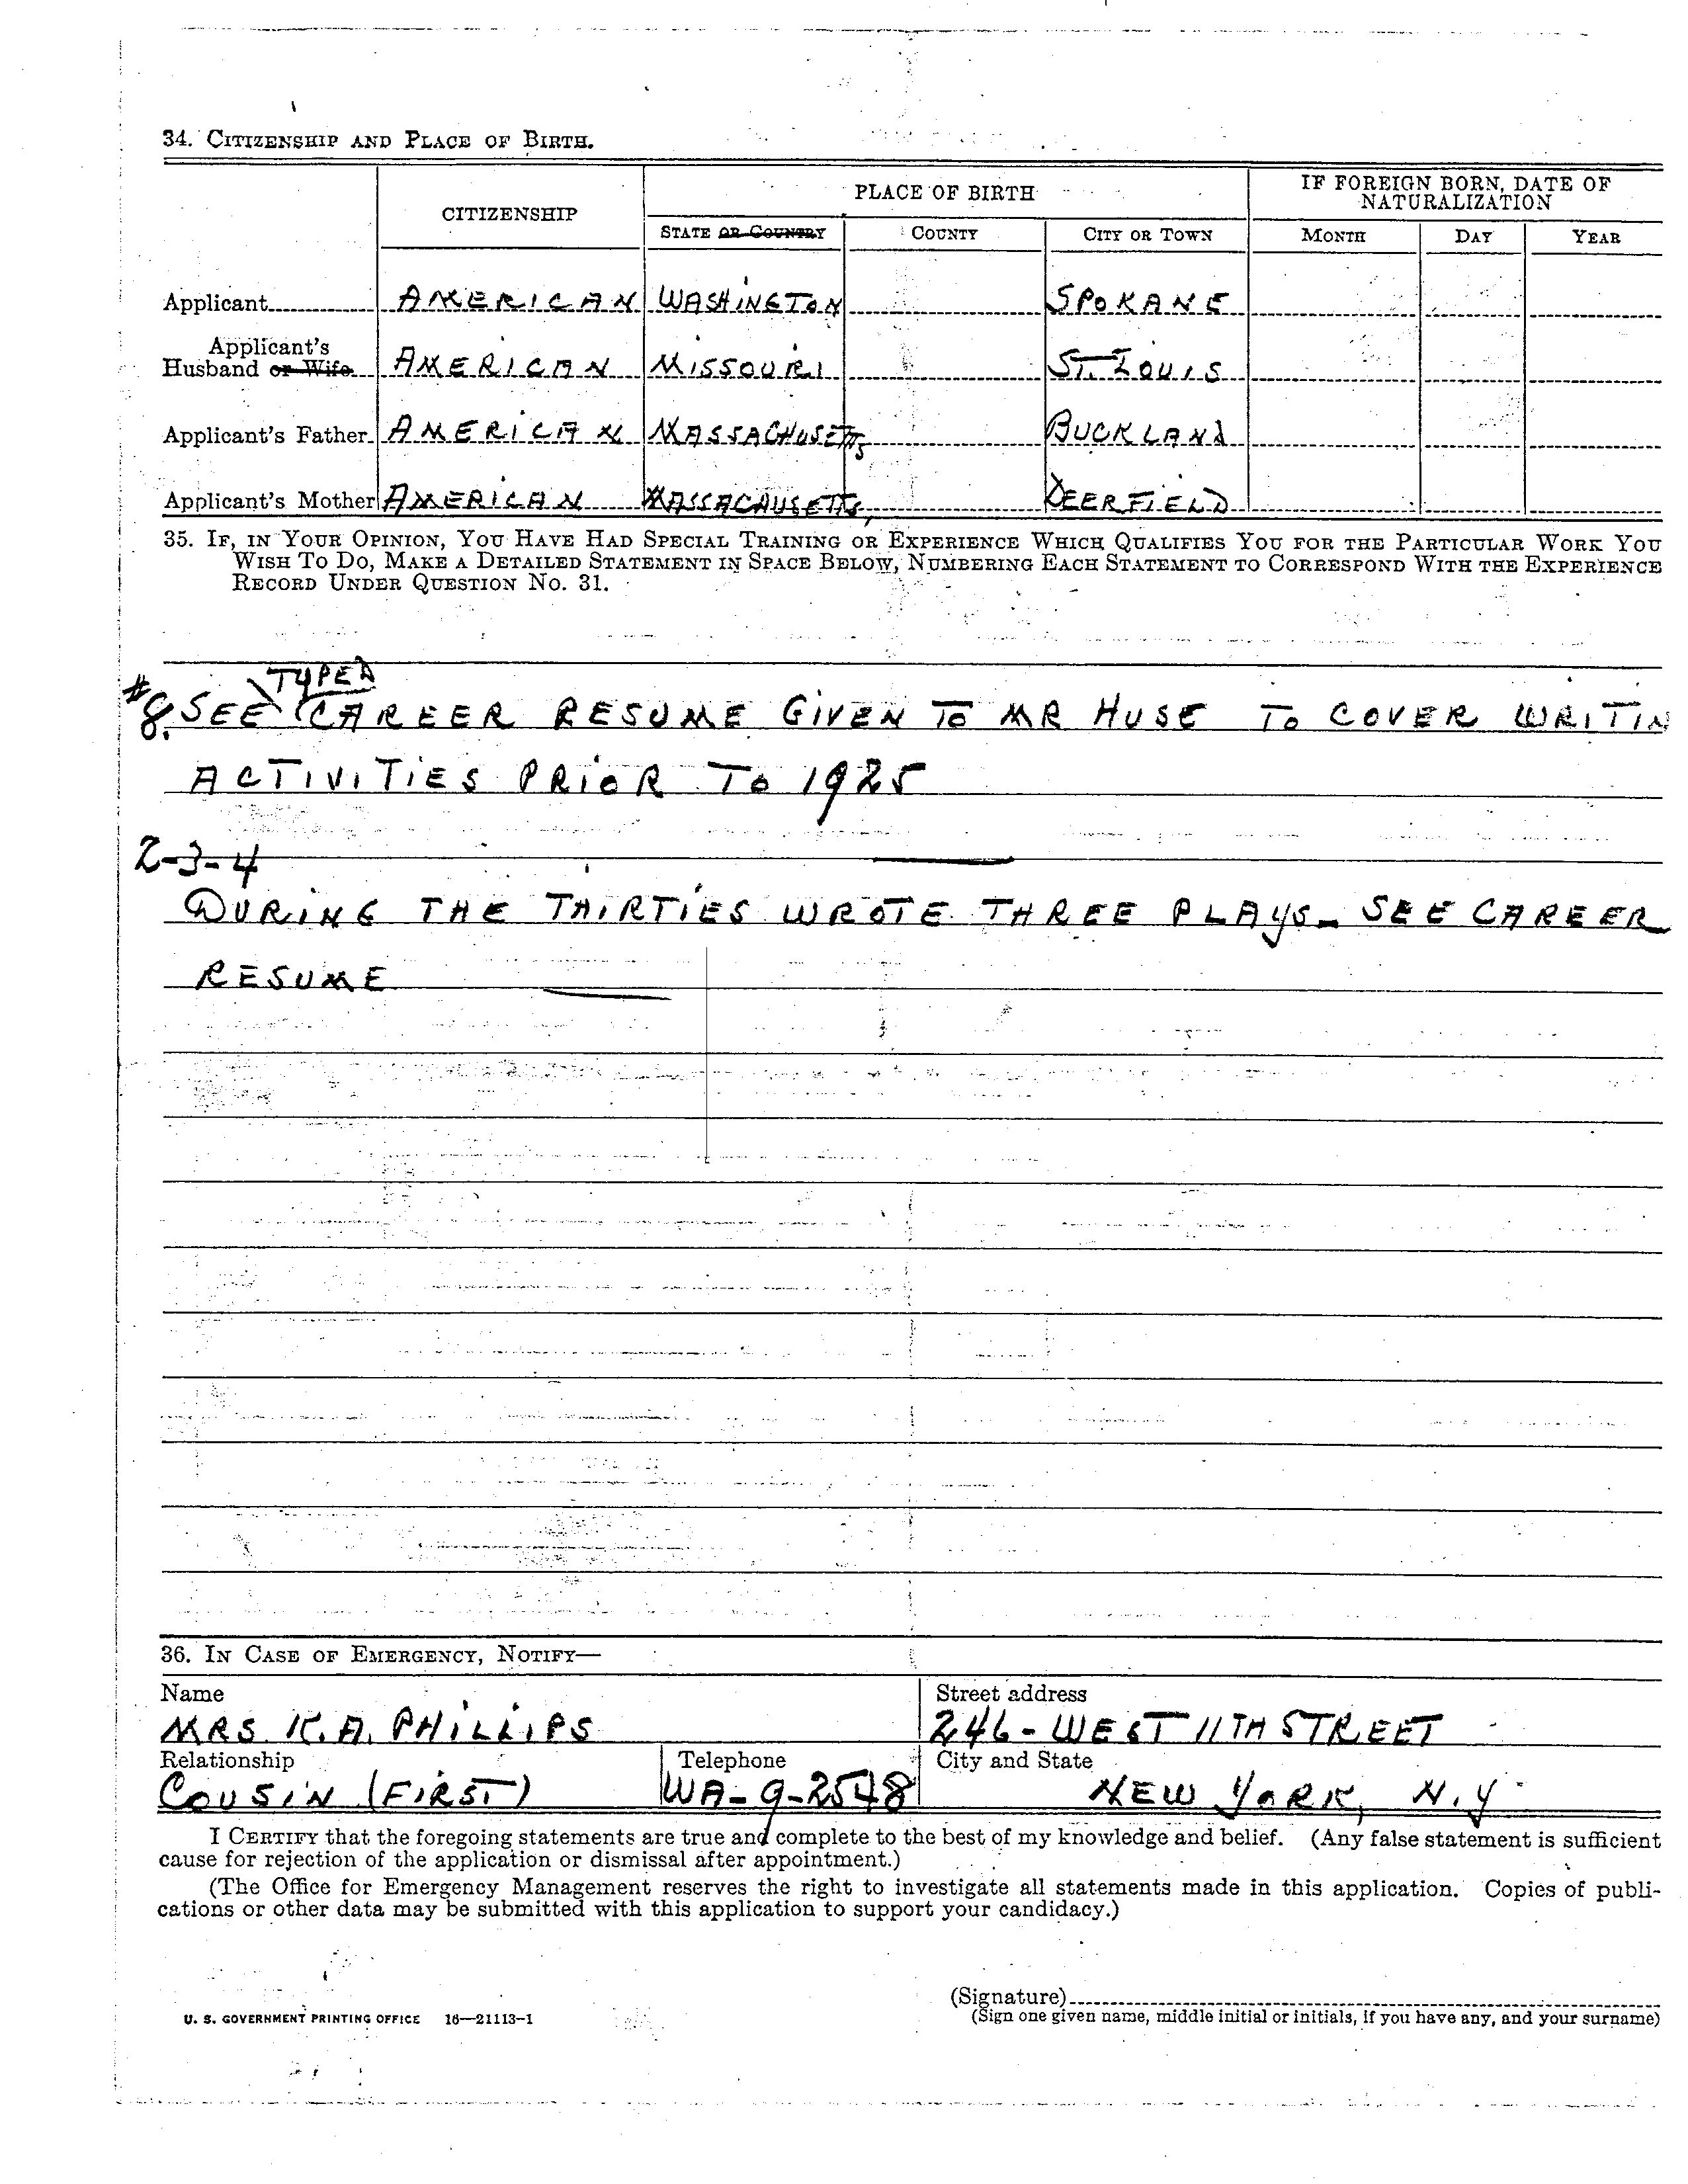 34. CITIZENSHIP AND PLACE OF BIRTH.
CITIZENSHIP
PLACE OF BIRTH
IF FOREIGN BORN, DATE OF
NATURALIZATION
STATE OR COUNTRY COUNTY CITY OR TOWN MONTH DAY YEAR
Applicant AMERICAN WASHINGTON SPOKANE
Applicant's
Husband or Wife AMERICAN MISSOURI ST. LOUIS
Applicant's Father AMERICAN MASSACHUSETTS BUCKLAND
Applicant's Mother AMERICAN MASSACHUSETTS, DEERFIELD
35. IF, IN YOUR OPINION, YOU HAVE HAD SPECIAL TRAINING OR EXPERIENCE WHICH QUALIFIES YOU FOR THE PARTICULAR WORK YOU
WISH TO DO, MAKE A DETAILED STATEMENT IN SPACE BELOW, NUMBERING EACH STATEMENT TO CORRESPOND WITH THE EXPERIENCE
RECORD UNDER QUESTION NO. 31.
TYPED
#8. SEE CAREER RESUME GIVEN TO MR HUSE TO COVER WRITIN
ACTIVITIES PRIOR TO 1925
2-3-4
DURING THE THIRTIES WROTE THREE PLAYS - SEE CAREER
RESUME
36. IN CASE OF EMERGENCY, NOTIFY—
Name Street address
MRS K.A. PHILLIPS 246 - WEST 11TH STREET
Relationship Telephone City and State
COUSIN (FIRST) WA-9-2548 NEW YORK, N.Y
I CERTIFY that the foregoing statements are true and complete to the best of my knowledge and belief. (Any false statement is sufficient
cause for rejection of the application or dismissal after appointment.)
(The Office for Emergency Management reserves the right to investigate all statements made in this application. Copies of publi-
cations or other data may be submitted with this application to support your candidacy.)
(Signature)
U. S. GOVERNMENT PRINTING OFFICE 16—21113-1
(Sign one given name, middle initial or initials, if you have any, and your surname)